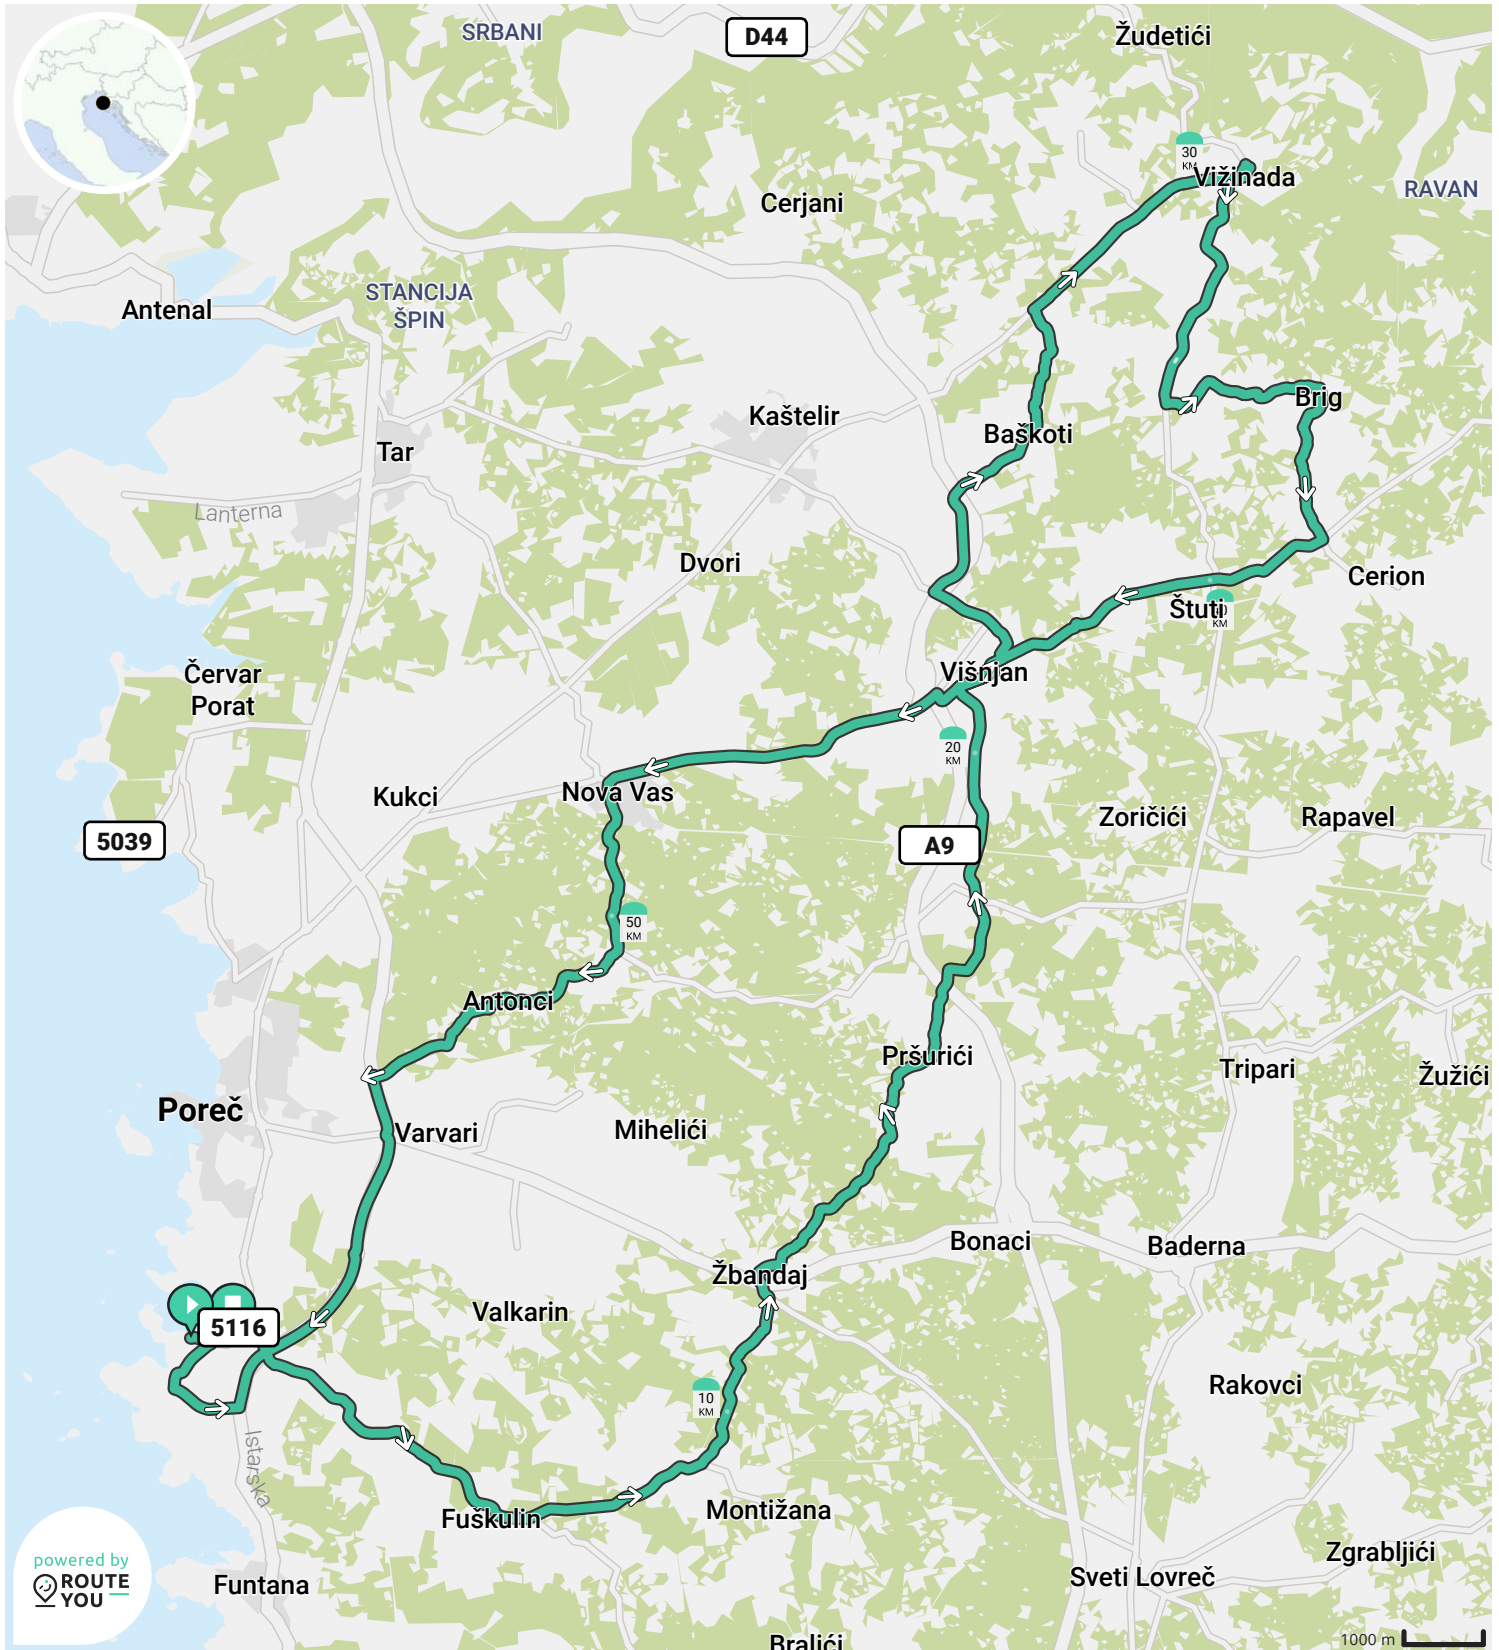 SRBANI
D44
Žudetići
30
KM
Vižinada
RAVAN
Cerjani
STANCIJA
ŠPIN
Antenal
Brig
Kaštelir
Baškoti
Tar
Lanterna
Dvori
Cerion
Štuti
KM
Červar
Porat
Višnjan
20
KM
Nova Vas
Kukci
Zoričići
Rapavel
5039
A9
50
KM
Antonci
Pršurići
Tripari
Žužići
Poreč
Varvari
Mihelići
Bonaci
Baderna
Žbandaj
Valkarin
5116
Rakovci
10
KM
Istarska
Montižana
Fuškulin
Zgrabljići
powered by
ROUTE
YOU
Funtana
Sveti Lovreč
Bralići
1000 m